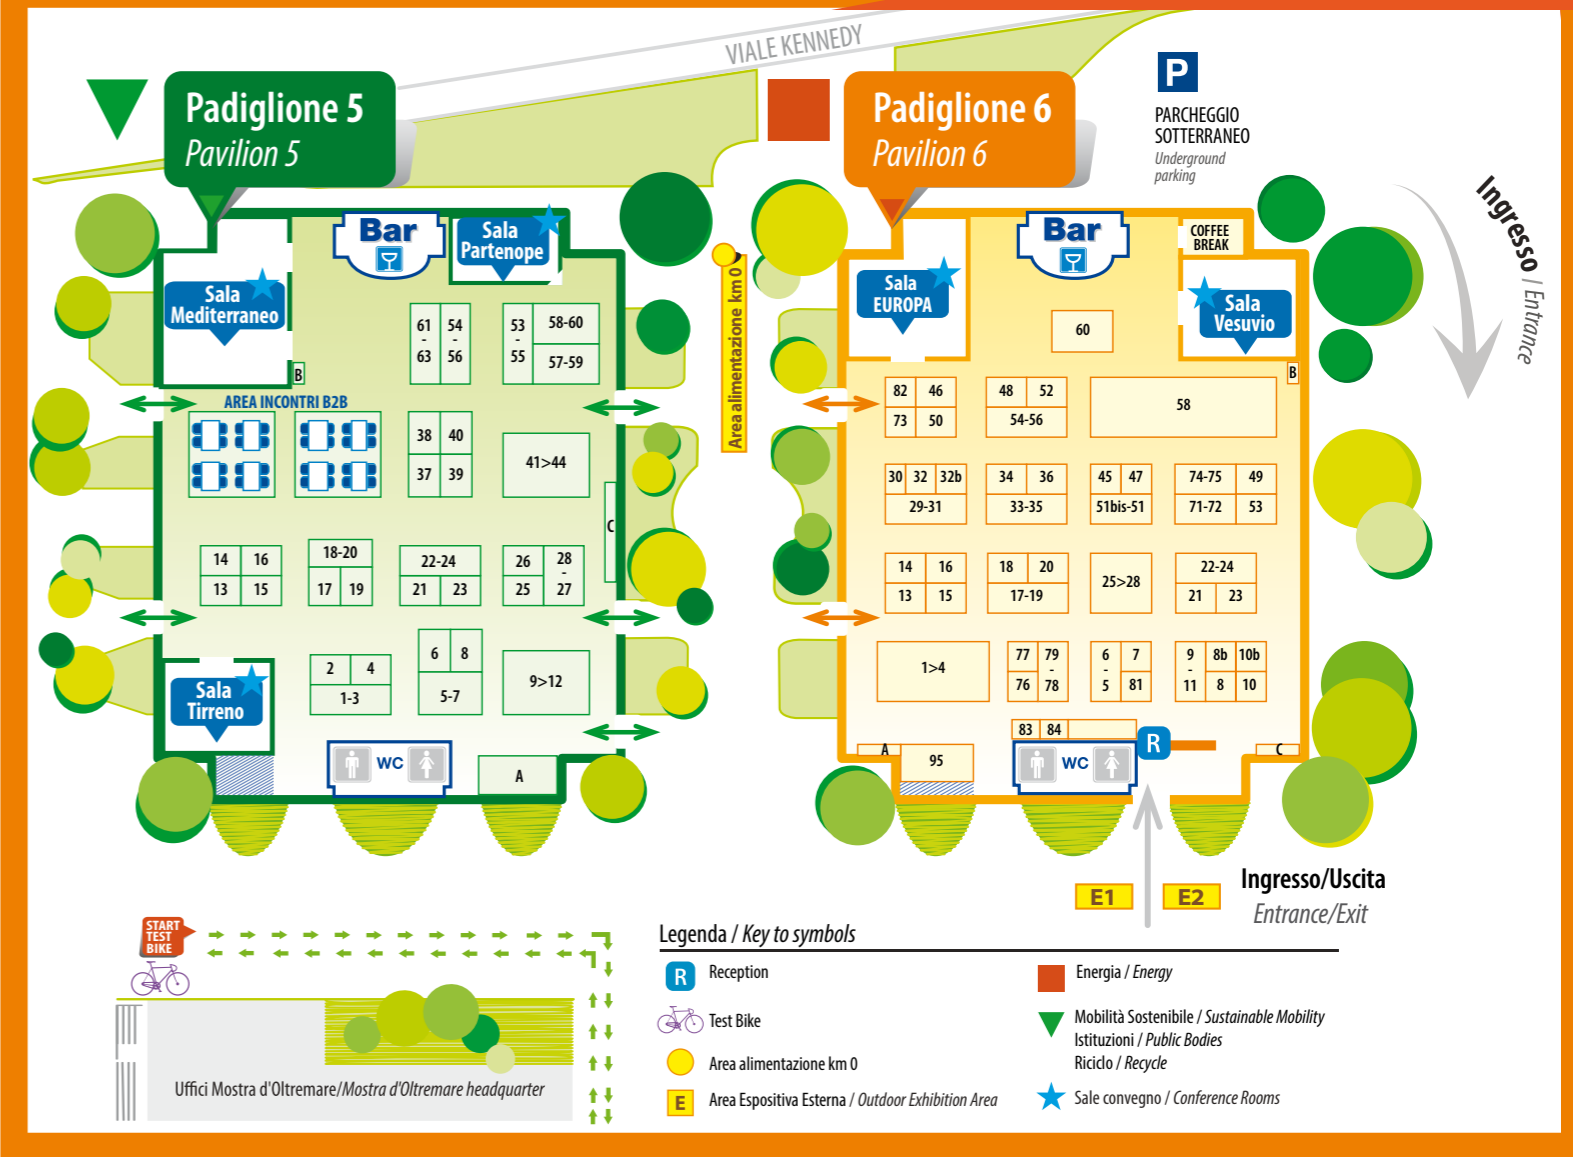 VIALE KENNEDY
Padiglione 5
Pavilion 5
Padiglione 6
Pavilion 6
P
PARCHEGGIO
SOTTERRANEO
Underground
parking
Ingresso / Entrance
Bar
Sala
Partenope
Sala
Mediterraneo
B
AREA INCONTRI B2B
61
-
63
54
-
56
53
-
55
58-60
57-59
38
40
37
39
41>44
C
14
16
13
15
18-20
17
19
22-24
21
23
26
25
28
-
27
2
4
1-3
6
8
5-7
9>12
Sala
Tirreno
WC
A
Area alimentazione km 0
Bar
COFFEE
BREAK
Sala
EUROPA
Sala
Vesuvio
60
B
82
46
73
50
48
52
54-56
58
30
32
32b
29-31
34
36
33-35
45
47
51bis-51
74-75
49
71-72
53
14
16
13
15
18
20
17-19
25>28
22-24
21
23
1>4
77
79
-
78
76
6
-
5
7
81
9
-
11
8b
10b
8
10
83
84
R
A
95
WC
C
E1
E2
Ingresso/Uscita
Entrance/Exit
START
TEST
BIKE
Uffici Mostra d'Oltremare/Mostra d'Oltremare headquarter
Legenda / Key to symbols
R
Reception
Test Bike
Area alimentazione km 0
E
Area Espositiva Esterna / Outdoor Exhibition Area
Energia / Energy
Mobilità Sostenibile / Sustainable Mobility
Istituzioni / Public Bodies
Riciclo / Recycle
Sale convegno / Conference Rooms